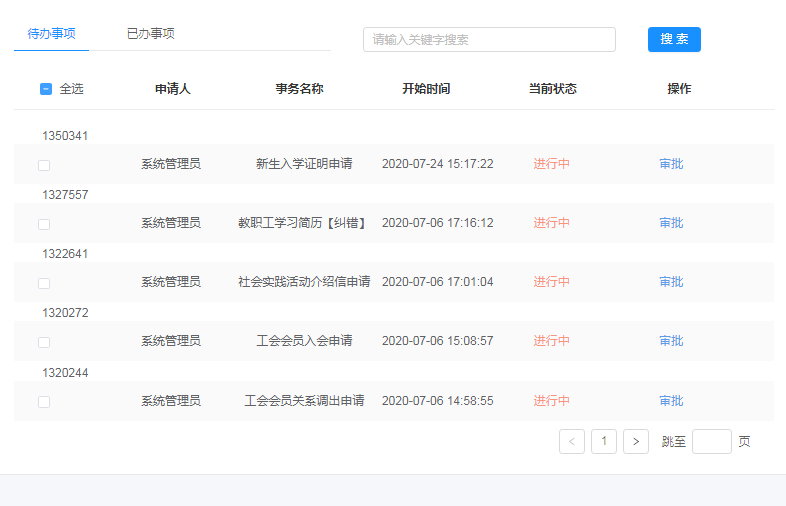 待办事项 已办事项 请输入关键字搜索 搜 索
全选 申请人 事务名称 开始时间 当前状态 操作
1350341
系统管理员 新生入学证明申请 2020-07-24 15:17:22 进行中 审批
1327557
系统管理员 教职工学习简历【纠错】 2020-07-06 17:16:12 进行中 审批
1322641
系统管理员 社会实践活动介绍信申请 2020-07-06 17:01:04 进行中 审批
1320272
系统管理员 工会会员入会申请 2020-07-06 15:08:57 进行中 审批
1320244
系统管理员 工会会员关系调出申请 2020-07-06 14:58:55 进行中 审批
< 1 > 跳至 页